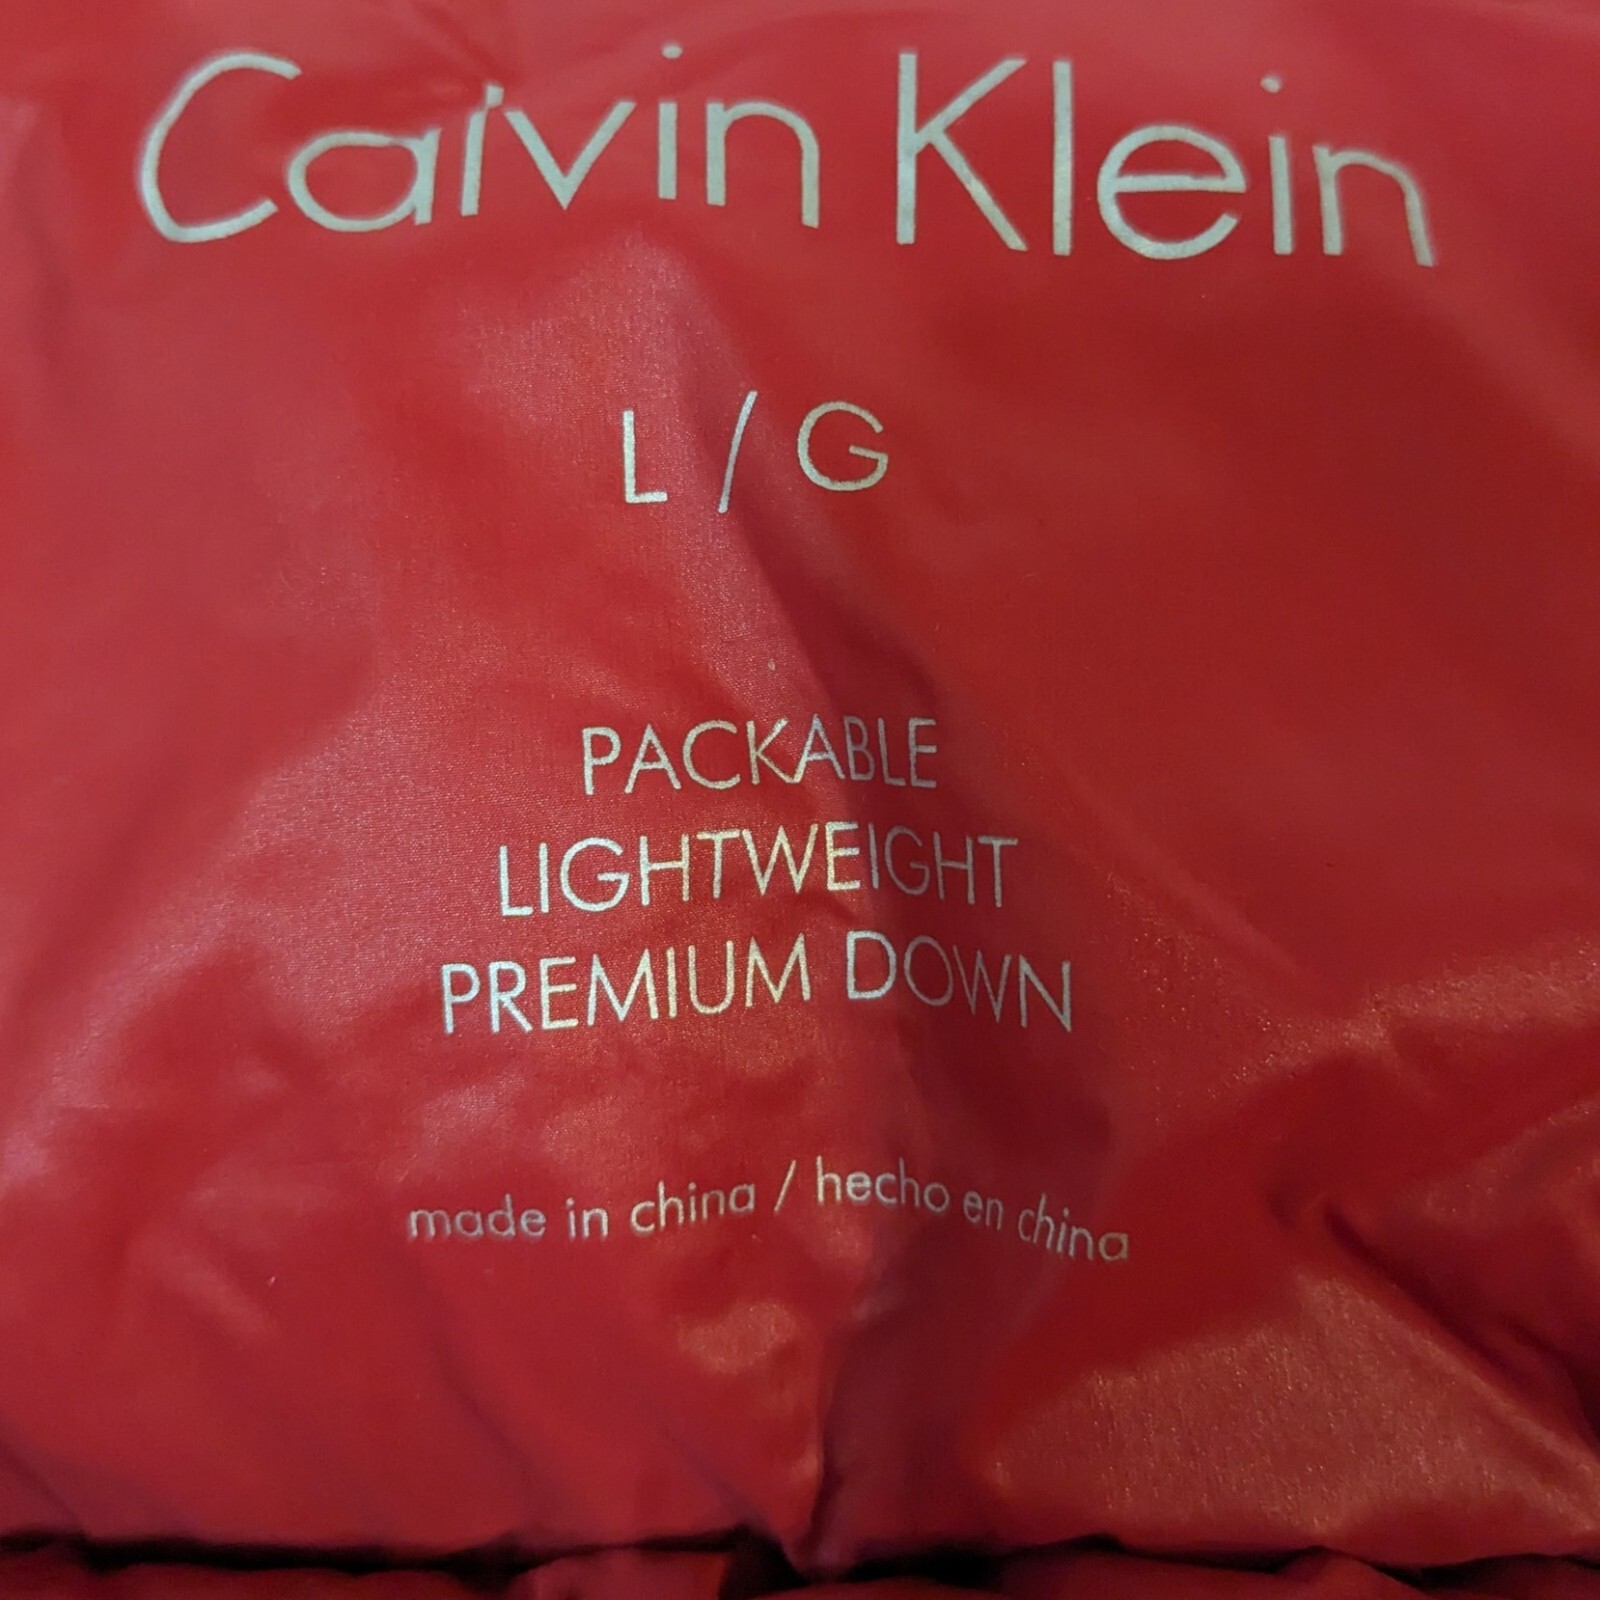 Calvin Klein
L / G
PACKABLE
LIGHTWEIGHT
PREMIUM DOWN
made in china / hecho en china